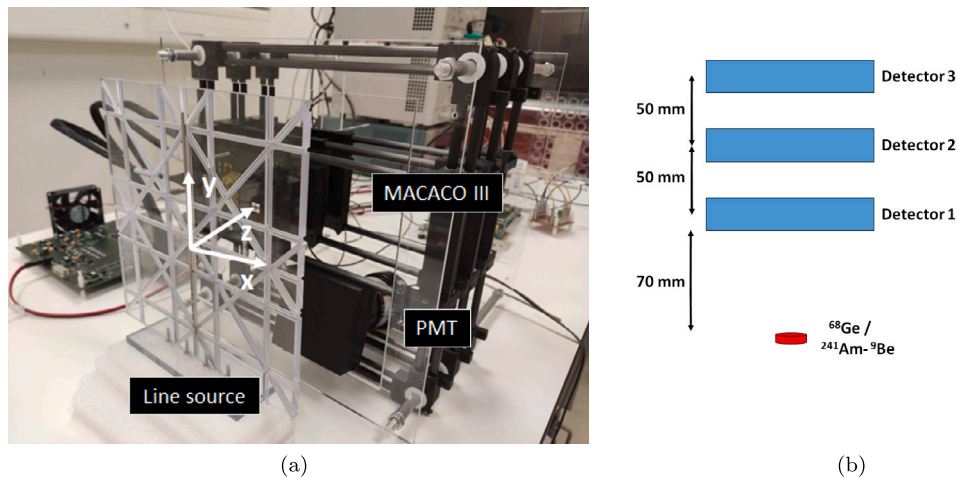 y
z
x
MACACO III
PMT
Line source
(a)
Detector 3
50 mm
Detector 2
50 mm
Detector 1
70 mm
⁶⁸Ge /
²⁴¹Am-⁹Be
(b)